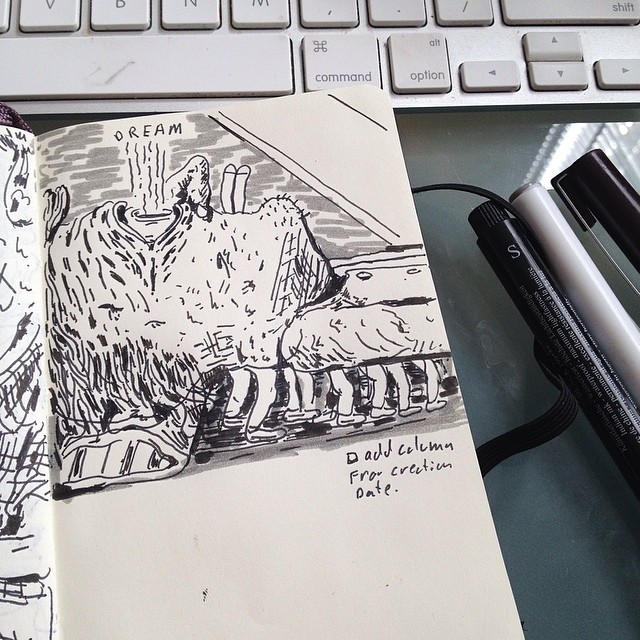 V
B
N
M
,
.
/
shift
⌘
command
alt
option
DREAM
add column
For creation
Date.
S